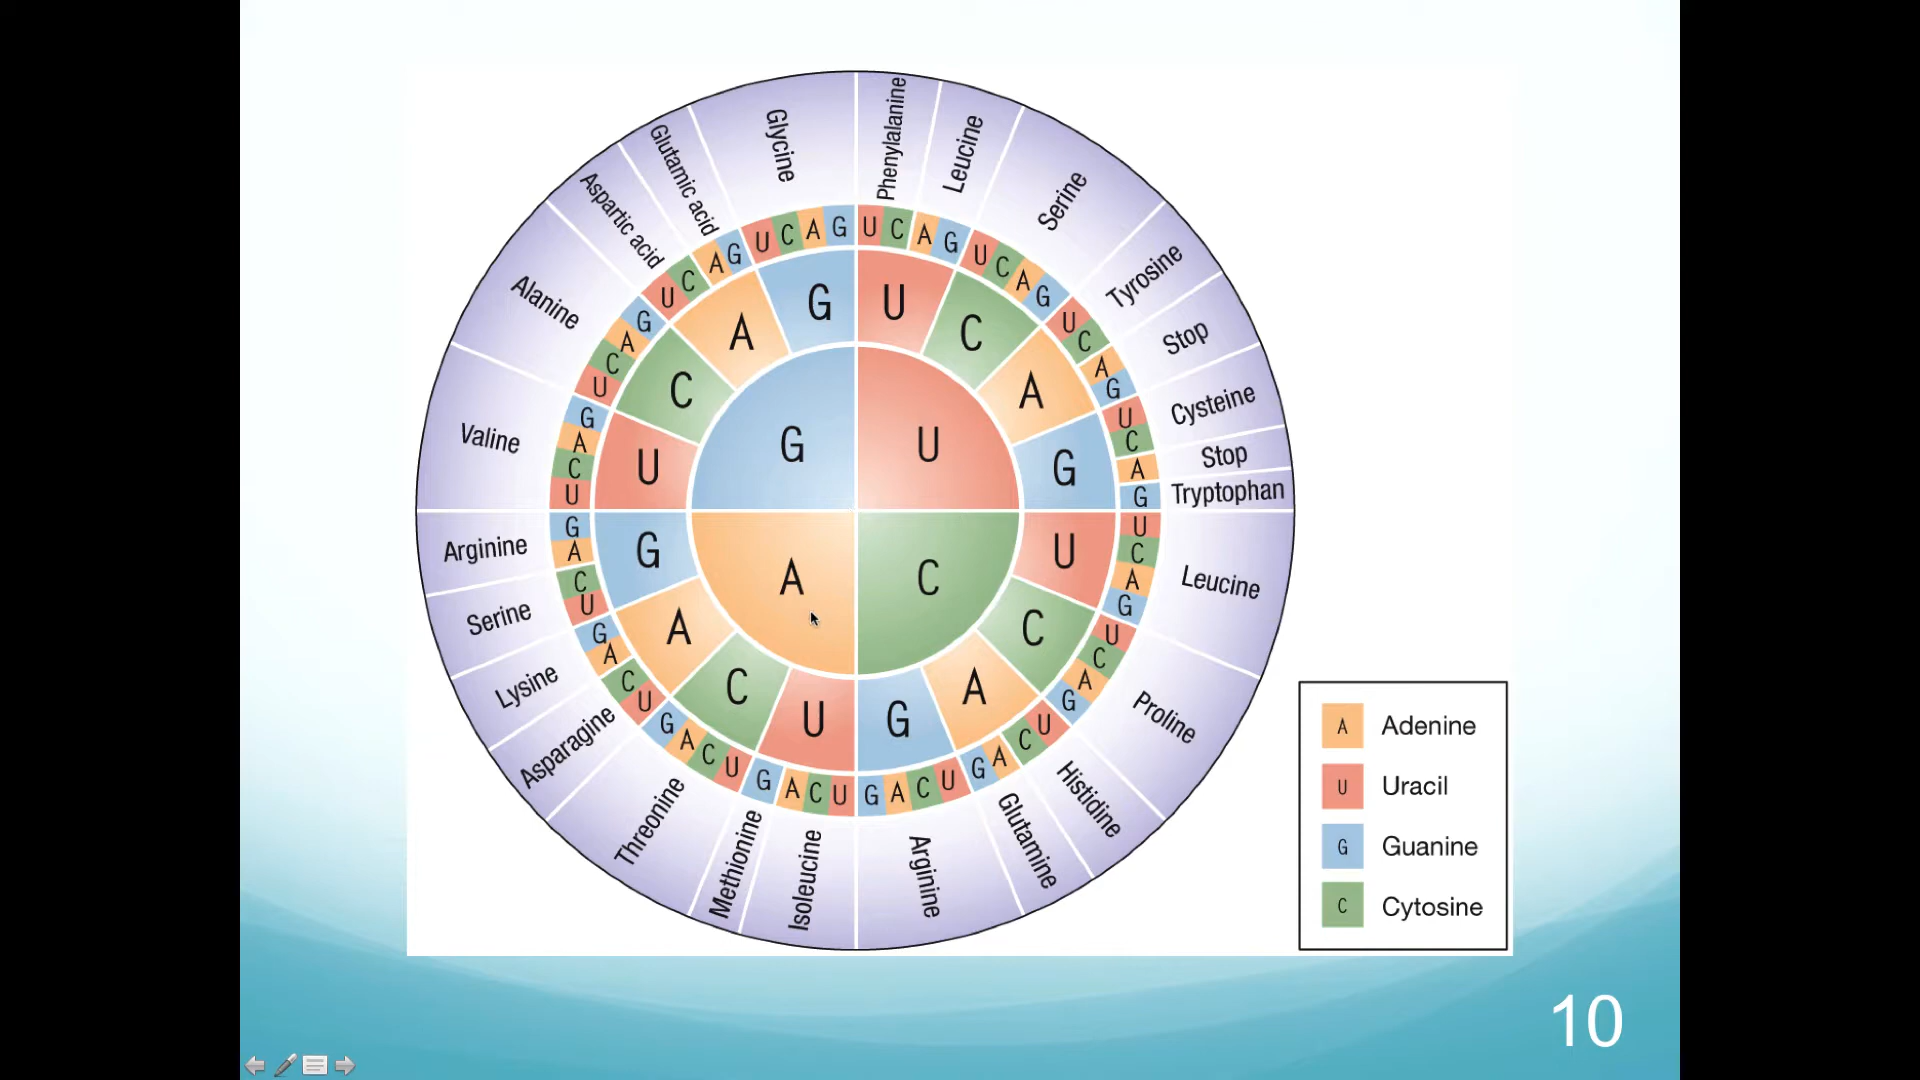 Glycine
Phenylalanine
Leucine
Serine
Tyrosine
Stop
Cysteine
Stop
Tryptophan
Leucine
Proline
Histidine
Glutamine
Arginine
Isoleucine
Methionine
Threonine
Asparagine
Lysine
Serine
Arginine
Valine
Alanine
Aspartic acid
Glutamic acid
U C A G U C A G U C A G U C A G
U C A G U C A G U C A G U C A G
U C A G U C A G U C A G U C A G
U C A G U C A G U C A G U C A G
U C A G
U C A G
U C A G
U C A G
G U
A C
A Adenine
U Uracil
G Guanine
C Cytosine
10